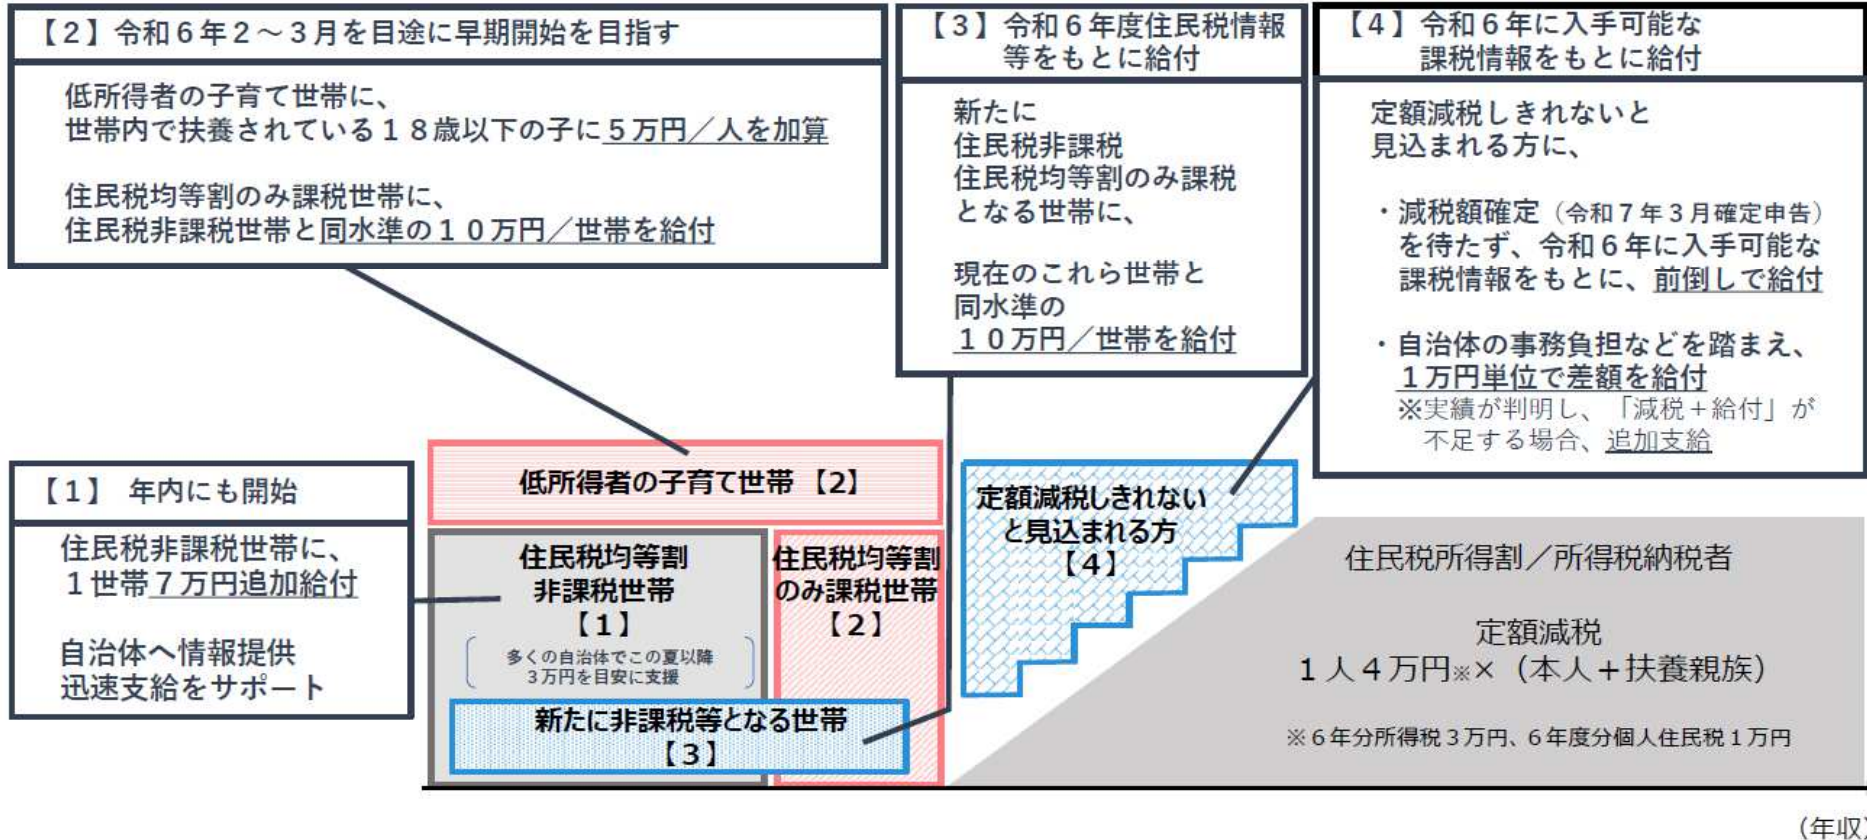 【２】令和６年２～３月を目途に早期開始を目指す
低所得者の子育て世帯に、
世帯内で扶養されている１８歳以下の子に５万円／人を加算
住民税均等割のみ課税世帯に、
住民税非課税世帯と同水準の１０万円／世帯を給付
【３】令和６年度住民税情報
等をもとに給付
新たに
住民税非課税
住民税均等割のみ課税
となる世帯に、
現在のこれら世帯と
同水準の
１０万円／世帯を給付
【４】令和６年に入手可能な
課税情報をもとに給付
定額減税しきれないと
見込まれる方に、
・減税額確定（令和７年３月確定申告）
を待たず、令和６年に入手可能な
課税情報をもとに、前倒しで給付
・自治体の事務負担などを踏まえ、
１万円単位で差額を給付
※実績が判明し、「減税＋給付」が
不足する場合、追加支給
【１】 年内にも開始
住民税非課税世帯に、
１世帯７万円追加給付
自治体へ情報提供
迅速支給をサポート
低所得者の子育て世帯【2】
住民税均等割
非課税世帯
【１】
多くの自治体でこの夏以降
３万円を目安に支援
住民税均等割
のみ課税世帯
【２】
新たに非課税等となる世帯
【３】
定額減税しきれない
と見込まれる方
【４】
住民税所得割／所得税納税者
定額減税
１人４万円※×（本人＋扶養親族）
※６年分所得税３万円、６年度分個人住民税１万円
（年収）